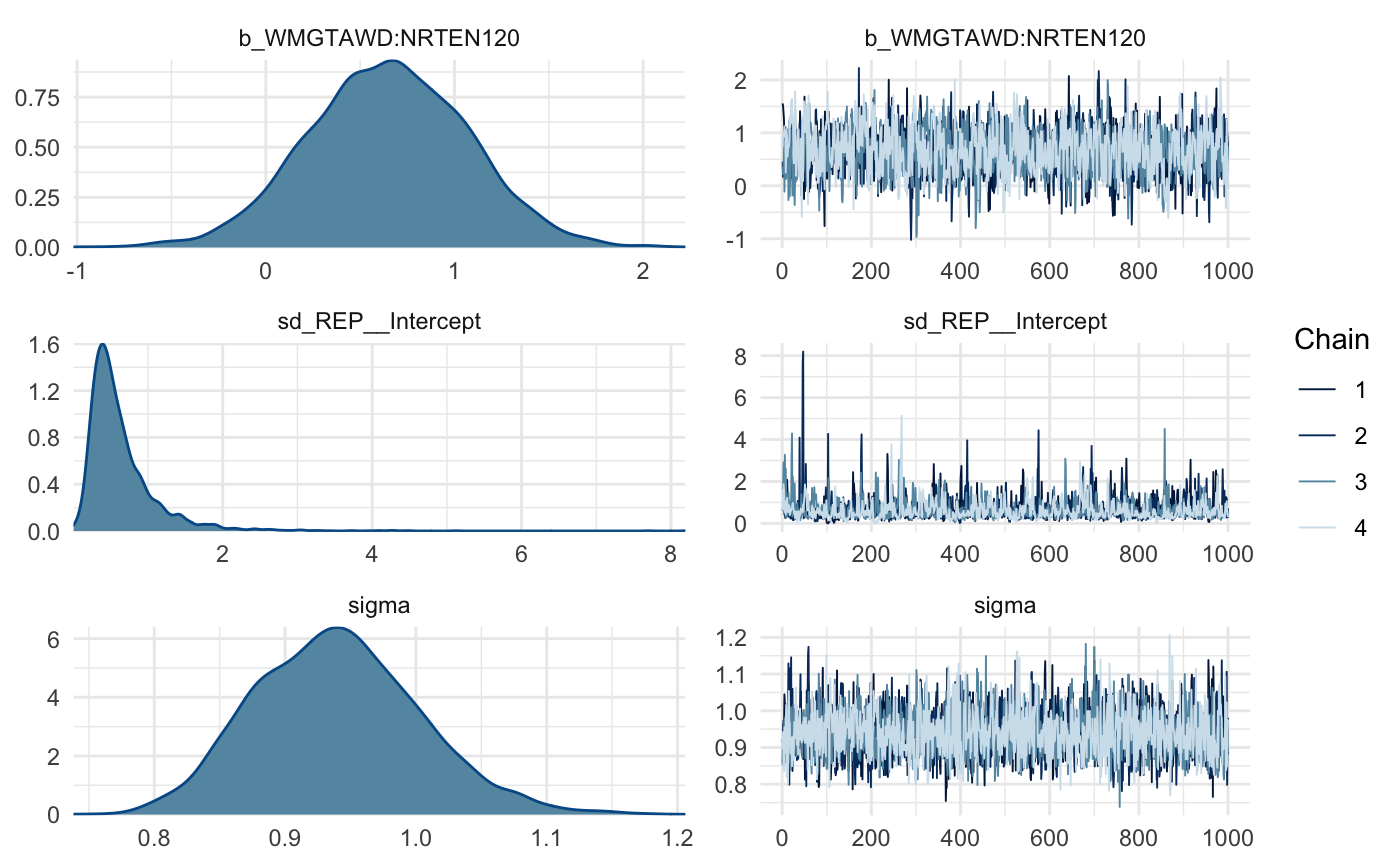 b_WMGTAWD:NRTEN120
0.75
0.50
0.25
0.00
-1 0 1 2
b_WMGTAWD:NRTEN120
2
1
0
-1
0 200 400 600 800 1000
sd_REP__Intercept
1.6
1.2
0.8
0.4
0.0
2 4 6 8
sd_REP__Intercept
8
6
4
2
0
0 200 400 600 800 1000
sigma
6
4
2
0
0.8 0.9 1.0 1.1 1.2
sigma
1.2
1.1
1.0
0.9
0.8
0 200 400 600 800 1000
Chain
1
2
3
4